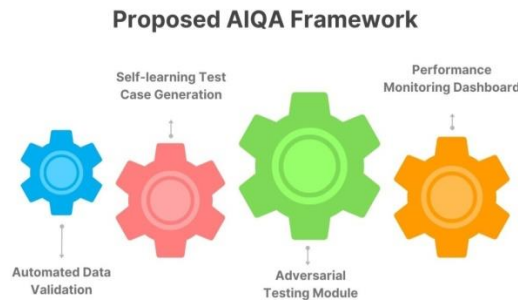 Proposed AIQA Framework
Self-learning Test
Case Generation
Performance
Monitoring Dashboard
Automated Data
Validation
Adversarial
Testing Module